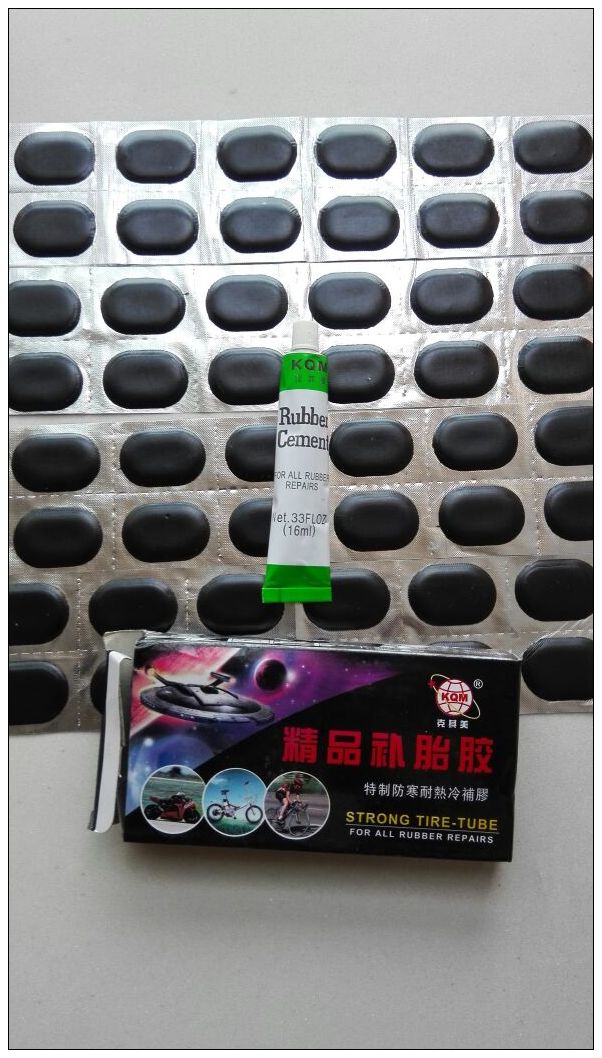 KQM
Rubber
Cement
FOR ALL RUBBER
REPAIRS
Net.33FLOZ
(16ml)
KQM
®
克其美
精品补胎胶
特制防寒耐熱冷補膠
STRONG TIRE-TUBE
FOR ALL RUBBER REPAIRS